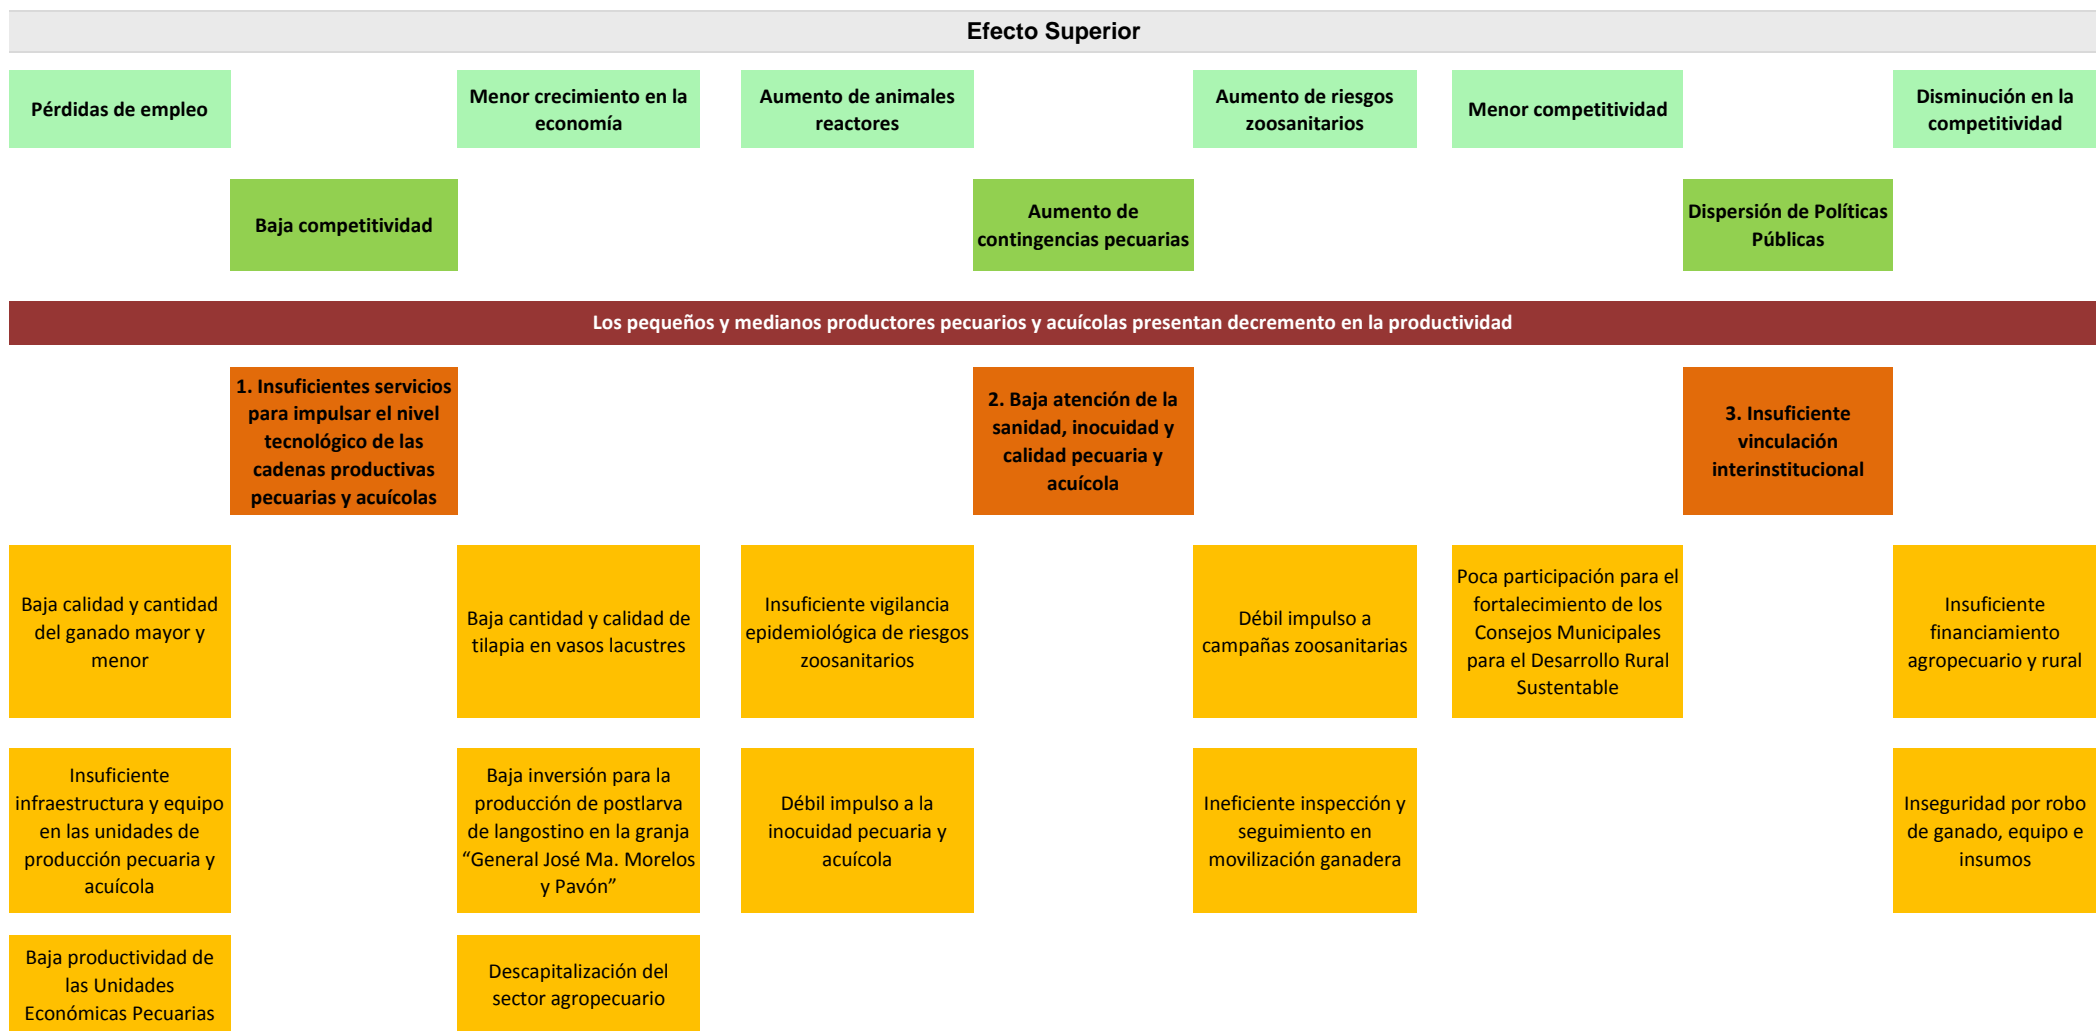 Efecto Superior
Pérdidas de empleo
Menor crecimiento en la
economía
Aumento de animales
reactores
Aumento de riesgos
zoosanitarios
Menor competitividad
Disminución en la
competitividad
Baja competitividad
Aumento de
contingencias pecuarias
Dispersión de Políticas
Públicas
Los pequeños y medianos productores pecuarios y acuícolas presentan decremento en la productividad
1. Insuficientes servicios
para impulsar el nivel
tecnológico de las
cadenas productivas
pecuarias y acuícolas
2. Baja atención de la
sanidad, inocuidad y
calidad pecuaria y
acuícola
3. Insuficiente
vinculación
interinstitucional
Baja calidad y cantidad
del ganado mayor y
menor
Baja cantidad y calidad de
tilapia en vasos lacustres
Insuficiente vigilancia
epidemiológica de riesgos
zoosanitarios
Débil impulso a
campañas zoosanitarias
Poca participación para el
fortalecimiento de los
Consejos Municipales
para el Desarrollo Rural
Sustentable
Insuficiente
financiamiento
agropecuario y rural
Insuficiente
infraestructura y equipo
en las unidades de
producción pecuaria y
acuícola
Baja inversión para la
producción de postlarva
de langostino en la granja
“General José Ma. Morelos
y Pavón”
Débil impulso a la
inocuidad pecuaria y
acuícola
Ineficiente inspección y
seguimiento en
movilización ganadera
Inseguridad por robo
de ganado, equipo e
insumos
Baja productividad de
las Unidades
Económicas Pecuarias
Descapitalización del
sector agropecuario